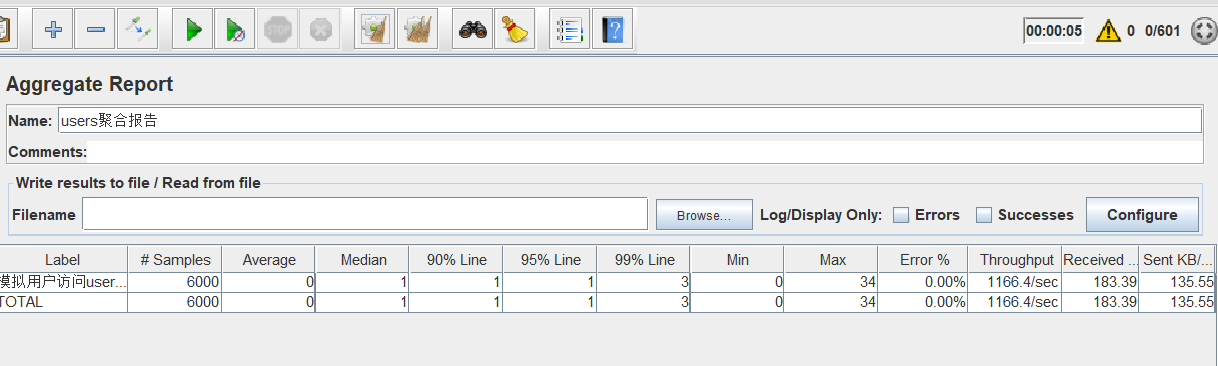 STOP
00:00:05 0 0/601
Aggregate Report
Name: users聚合报告
Comments:
Write results to file / Read from file
Filename Browse... Log/Display Only: Errors Successes Configure
Label # Samples Average Median 90% Line 95% Line 99% Line Min Max Error % Throughput Received ... Sent KB/...
模拟用户访问user... 6000 0 1 1 1 3 0 34 0.00% 1166.4/sec 183.39 135.55
TOTAL 6000 0 1 1 1 3 0 34 0.00% 1166.4/sec 183.39 135.55